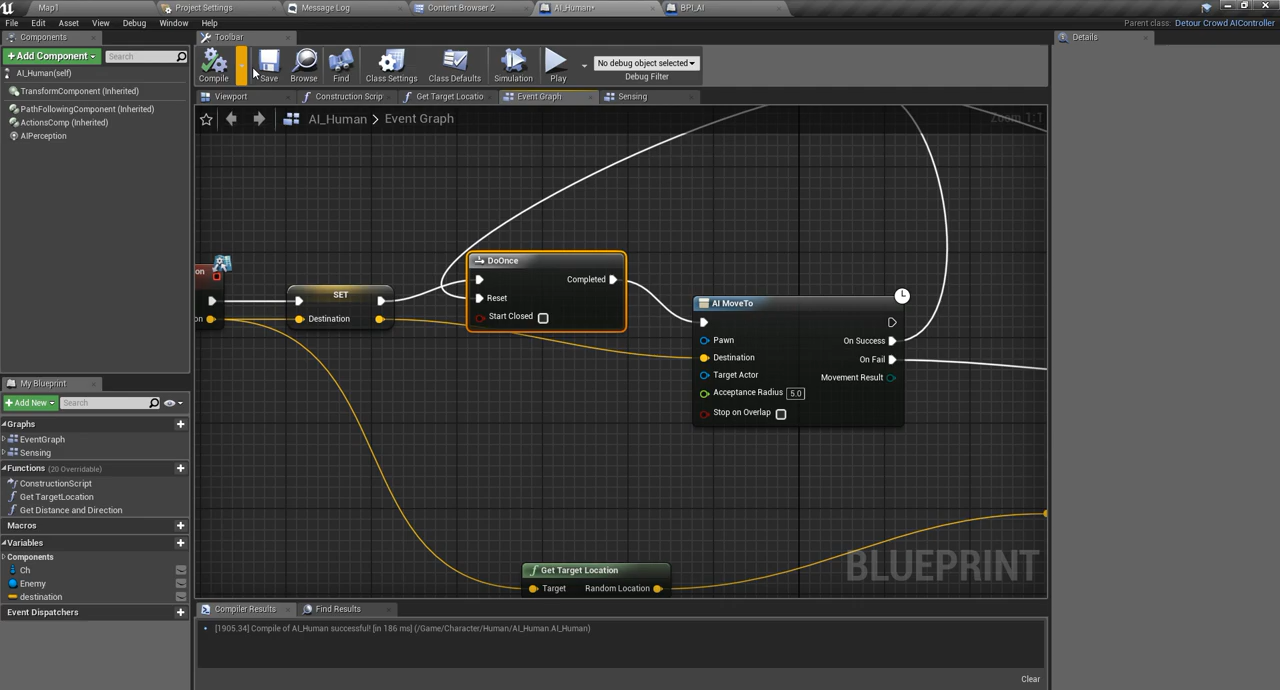 Map1
Project Settings
Message Log
Content Browser 2
AI_Human*
BPI_AI
File Edit Asset View Debug Window Help
Parent class: Detour Crowd AIController
Components
+ Add Component
Search
AI_Human(self)
TransformComponent (Inherited)
PathFollowingComponent (Inherited)
ActionsComp (Inherited)
AIPerception
Toolbar
Compile
Save
Browse
Find
Class Settings
Class Defaults
Simulation
Play
No debug object selected
Debug Filter
Viewport
Construction Scrip
Get Target Locatio
Event Graph
Sensing
AI_Human > Event Graph
Zoom 1:1
on
on
SET
Destination
DoOnce
Completed
Reset
Start Closed
AI MoveTo
Pawn
On Success
Destination
On Fail
Target Actor
Movement Result
Acceptance Radius 5.0
Stop on Overlap
Get Target Location
Target Random Location
BLUEPRINT
My Blueprint
+ Add New
Search
Graphs
EventGraph
Sensing
Functions (20 Overridable)
ConstructionScript
Get TargetLocation
Get Distance and Direction
Macros
Variables
Components
Ch
Enemy
destination
Event Dispatchers
Compiler Results
Find Results
[1905.34] Compile of AI_Human successful! [in 186 ms] (/Game/Character/Human/AI_Human.AI_Human)
Clear
Details